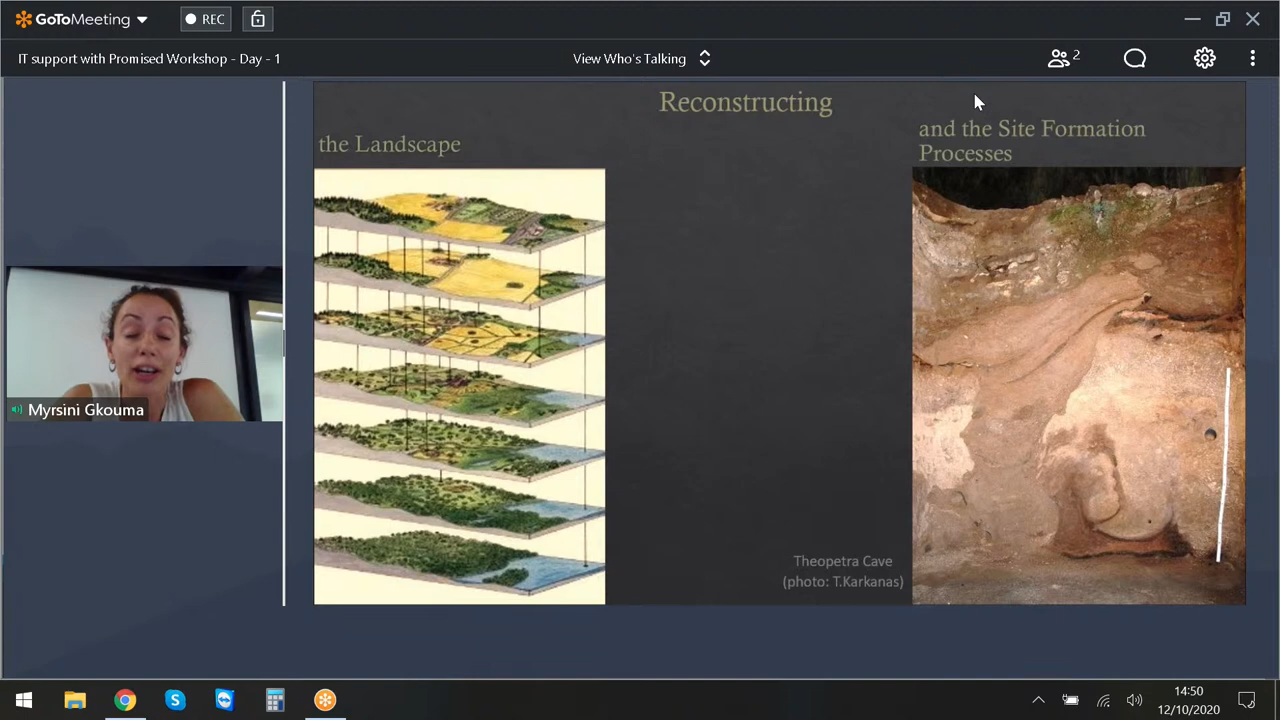 GoToMeeting
REC
IT support with Promised Workshop - Day - 1
View Who's Talking
2
Reconstructing
the Landscape
and the Site Formation
Processes
Myrsini Gkouma
Theopetra Cave
(photo: T.Karkanas)
14:50
12/10/2020